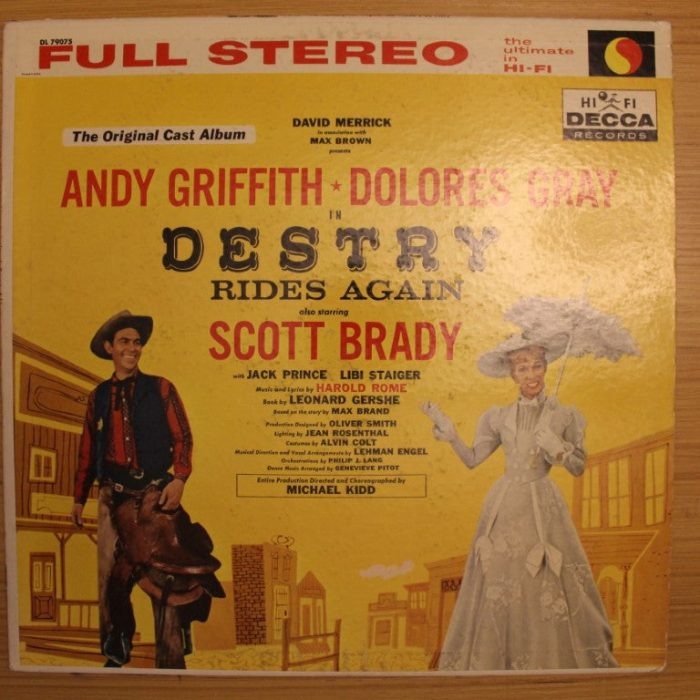 DL 79075
FULL STEREO
the
ultimate
in
HI-FI
HI FI
DECCA
RECORDS
The Original Cast Album
DAVID MERRICK
in association with
MAX BROWN
presents
ANDY GRIFFITH ★ DOLORES GRAY
IN
DESTRY
RIDES AGAIN
also starring
SCOTT BRADY
with JACK PRINCE LIBI STAIGER
Music and Lyrics by HAROLD ROME
Book by LEONARD GERSHE
Based on the story by MAX BRAND
Production Designed by OLIVER SMITH
Lighting by JEAN ROSENTHAL
Costumes by ALVIN COLT
Musical Direction and Vocal Arrangements by LEHMAN ENGEL
Orchestrations by PHILIP J. LANG
Dance Music Arranged by GENEVIEVE PITOT
Entire Production Directed and Choreographed by
MICHAEL KIDD